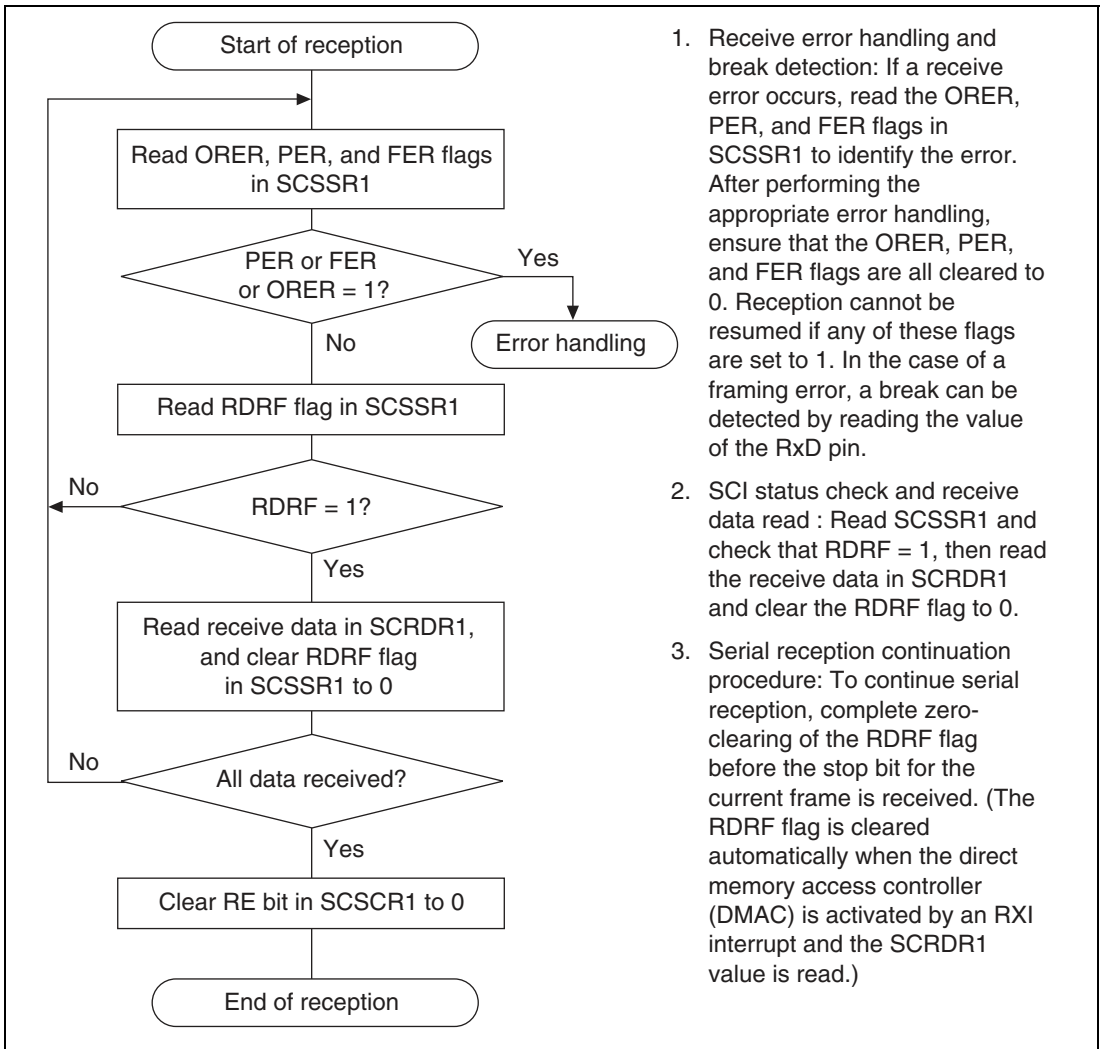 Start of reception
Read ORER, PER, and FER flags
in SCSSR1
PER or FER
or ORER = 1?
Yes
Error handling
No
Read RDRF flag in SCSSR1
No
RDRF = 1?
Yes
Read receive data in SCRDR1,
and clear RDRF flag
in SCSSR1 to 0
No
All data received?
Yes
Clear RE bit in SCSCR1 to 0
End of reception
1. Receive error handling and
break detection: If a receive
error occurs, read the ORER,
PER, and FER flags in
SCSSR1 to identify the error.
After performing the
appropriate error handling,
ensure that the ORER, PER,
and FER flags are all cleared to
0. Reception cannot be
resumed if any of these flags
are set to 1. In the case of a
framing error, a break can be
detected by reading the value
of the RxD pin.
2. SCI status check and receive
data read : Read SCSSR1 and
check that RDRF = 1, then read
the receive data in SCRDR1
and clear the RDRF flag to 0.
3. Serial reception continuation
procedure: To continue serial
reception, complete zero-
clearing of the RDRF flag
before the stop bit for the
current frame is received. (The
RDRF flag is cleared
automatically when the direct
memory access controller
(DMAC) is activated by an RXI
interrupt and the SCRDR1
value is read.)